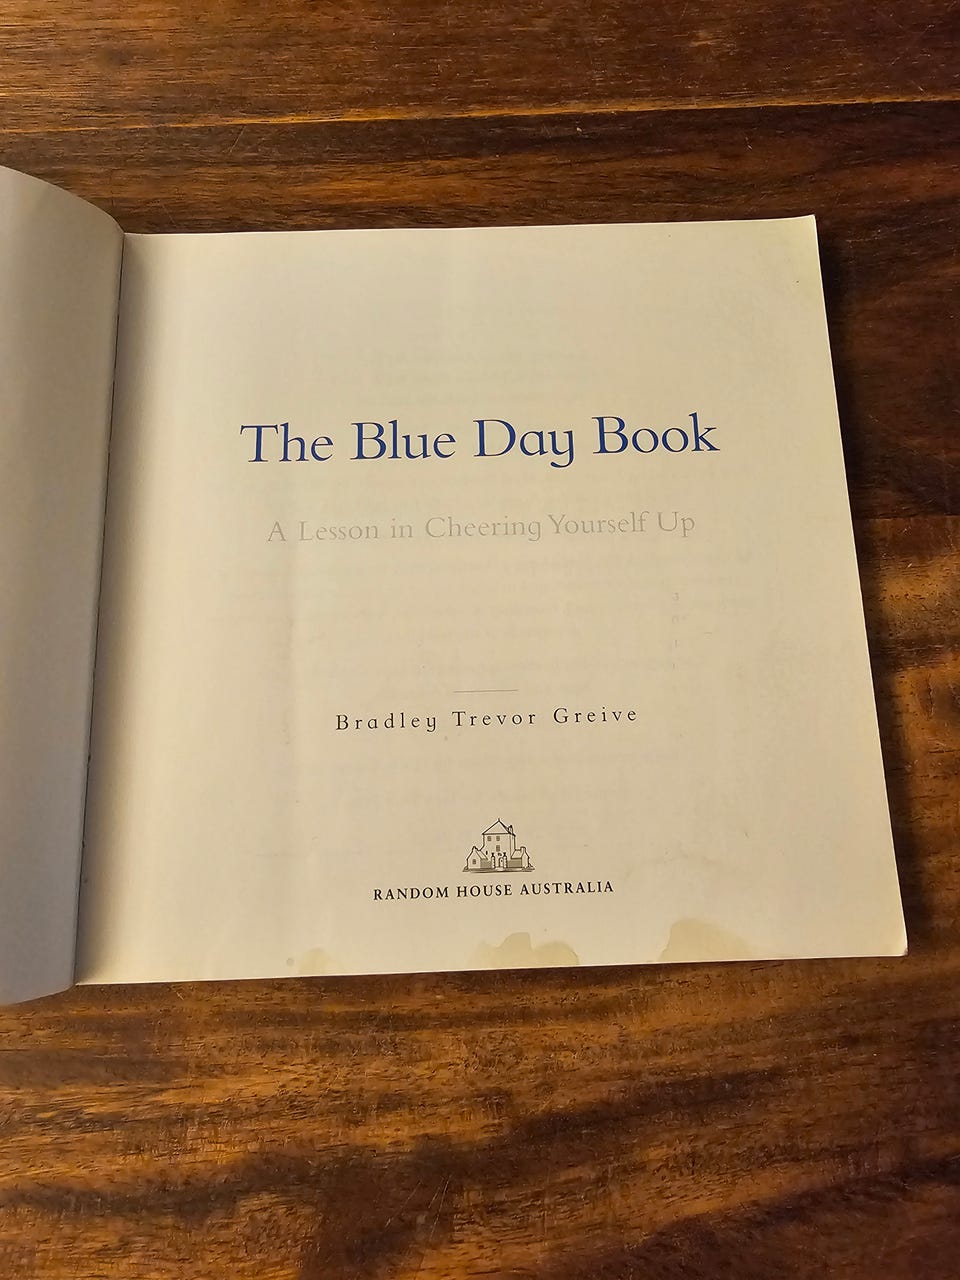 The Blue Day Book
A Lesson in Cheering Yourself Up
Bradley Trevor Greive
RANDOM HOUSE AUSTRALIA